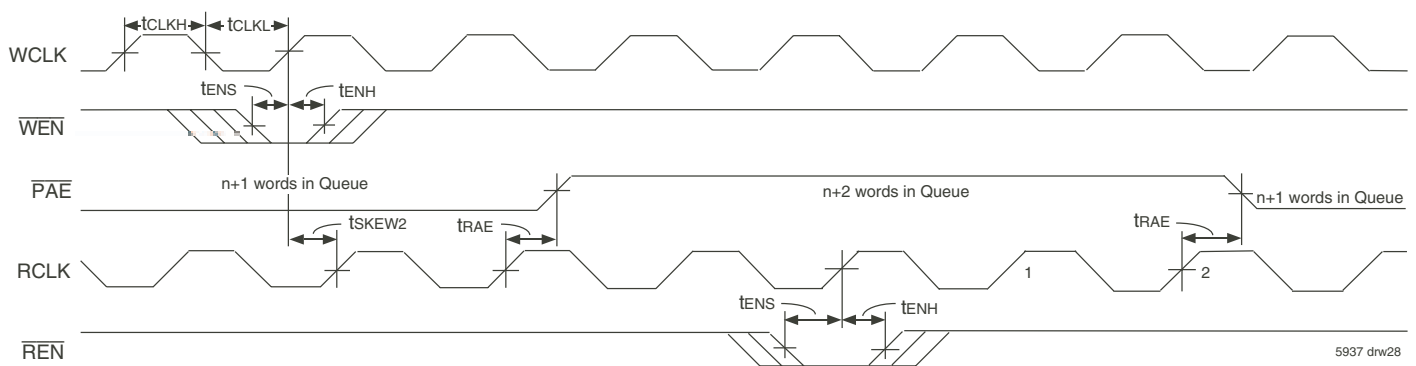 tCLKH tCLKL
WCLK
tENS tENH
WEN
PAE n+1 words in Queue n+2 words in Queue n+1 words in Queue
tSKEW2 tRAE tRAE
RCLK 1 2
tENS tENH
REN
5937 drw28